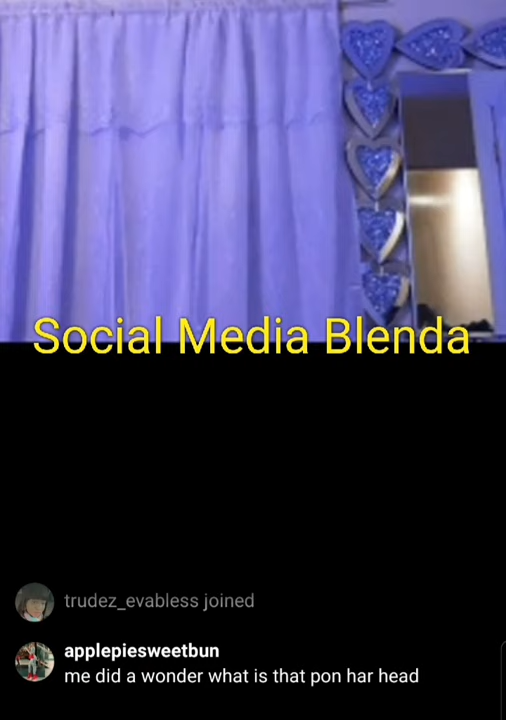 Social Media Blenda
trudez_evabless joined
applepiesweetbun
me did a wonder what is that pon har head